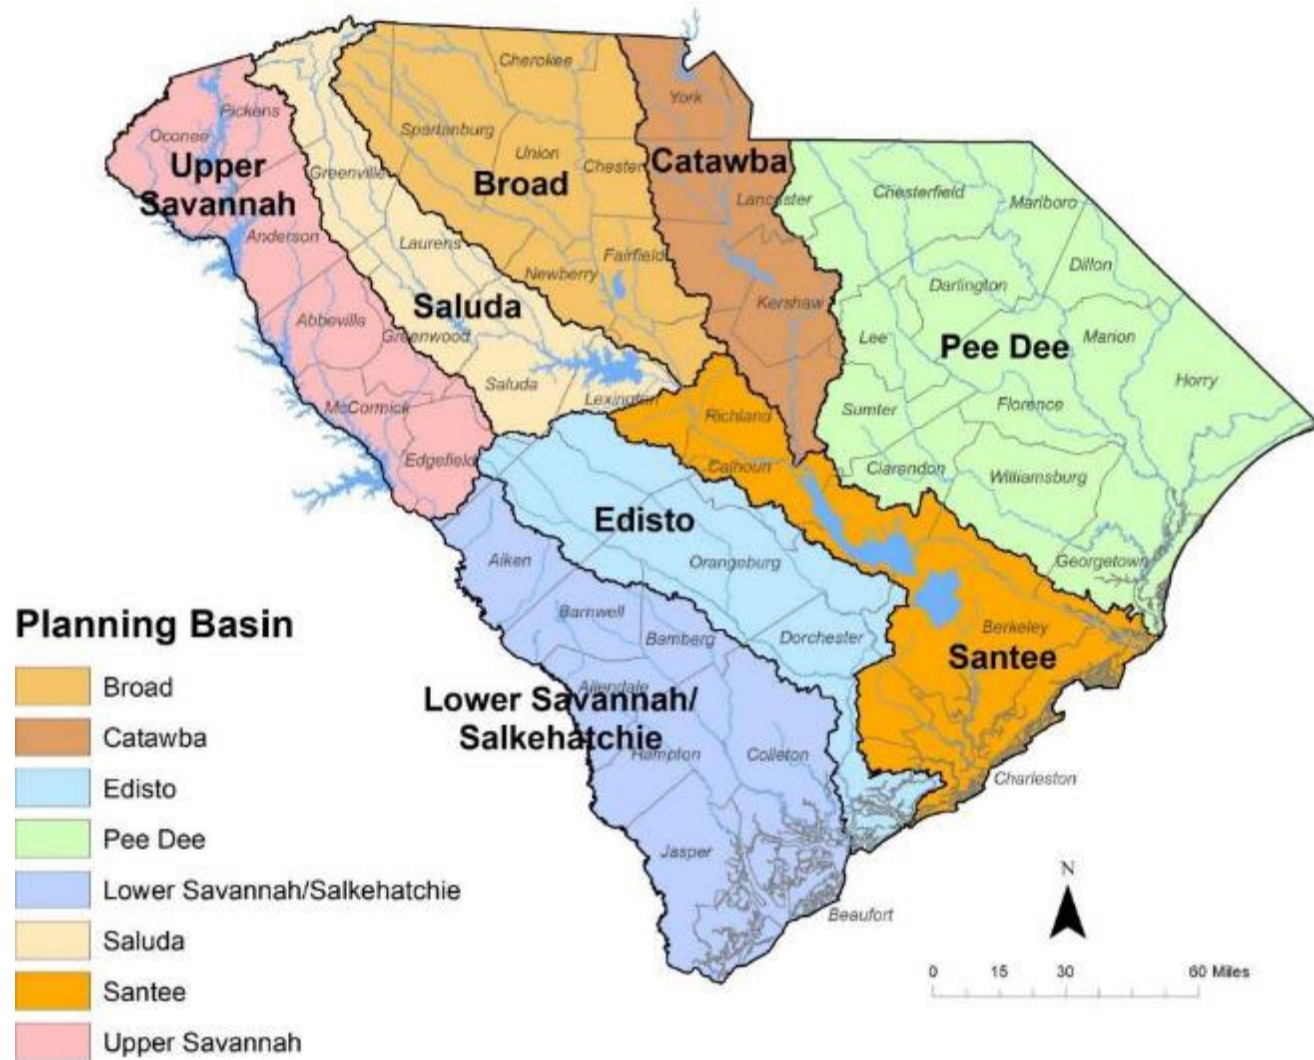 Cherokee
York
Pickens
Oconee
Spartanburg
Union
Chester
Catawba
Upper
Savannah
Greenville
Broad
Lancaster
Chesterfield
Marlboro
Anderson
Laurens
Fairfield
Newberry
Dillon
Darlington
Saluda
Kershaw
Abbeville
Greenwood
Lee
Pee Dee
Marion
Horry
Saluda
Lexington
McCormick
Richland
Sumter
Florence
Edgefield
Calhoun
Clarendon
Williamsburg
Edisto
Aiken
Orangeburg
Georgetown
Barnwell
Bamberg
Dorchester
Berkeley
Santee
Allendale
Lower Savannah/
Salkehatchie
Hampton
Colleton
Charleston
Jasper
Beaufort
Planning Basin
Broad
Catawba
Edisto
Pee Dee
Lower Savannah/Salkehatchie
Saluda
Santee
Upper Savannah
N
0 15 30 60 Miles